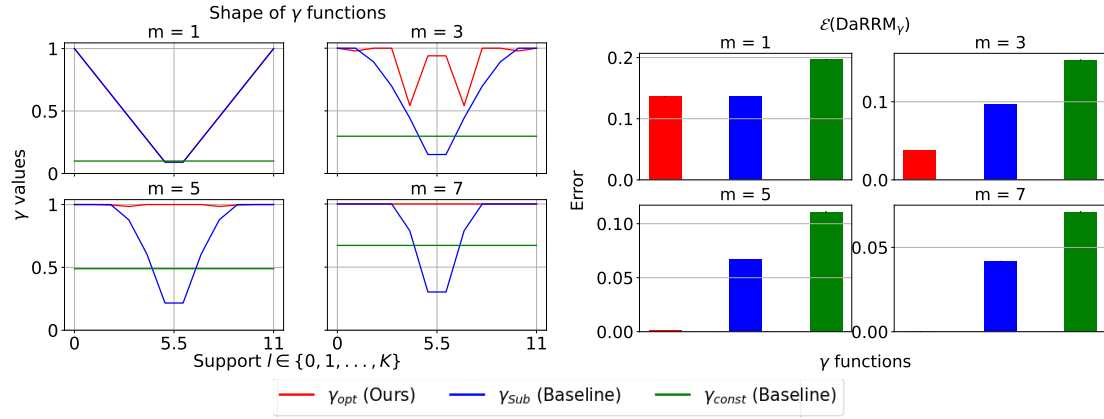 Shape of γ functions
m = 1
m = 3
1
0.5
0
m = 5
m = 7
1
0.5
0
0 5.5 11
0 5.5 11
γ values
Support l ∈ {0, 1, . . . , K}
ℰ(DaRRM_γ)
m = 1
m = 3
0.2
0.1
0.0
0.1
0.0
m = 5
m = 7
0.10
0.05
0.00
0.05
0.00
Error
γ functions
γ_opt (Ours) γ_Sub (Baseline) γ_const (Baseline)